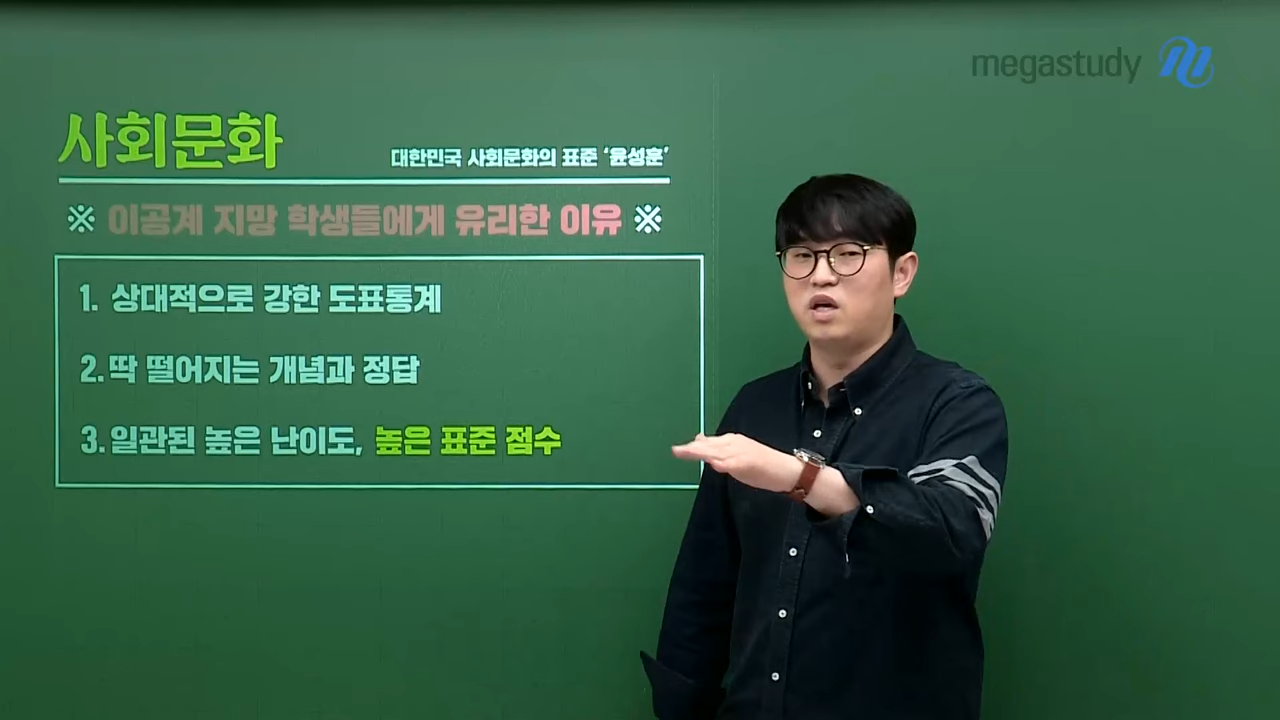 megastudy
사회문화
대한민국 사회문화의 표준 ‘윤성훈’
※ 이공계 지망 학생들에게 유리한 이유 ※
1. 상대적으로 강한 도표통계
2. 딱 떨어지는 개념과 정답
3. 일관된 높은 난이도, 높은 표준 점수